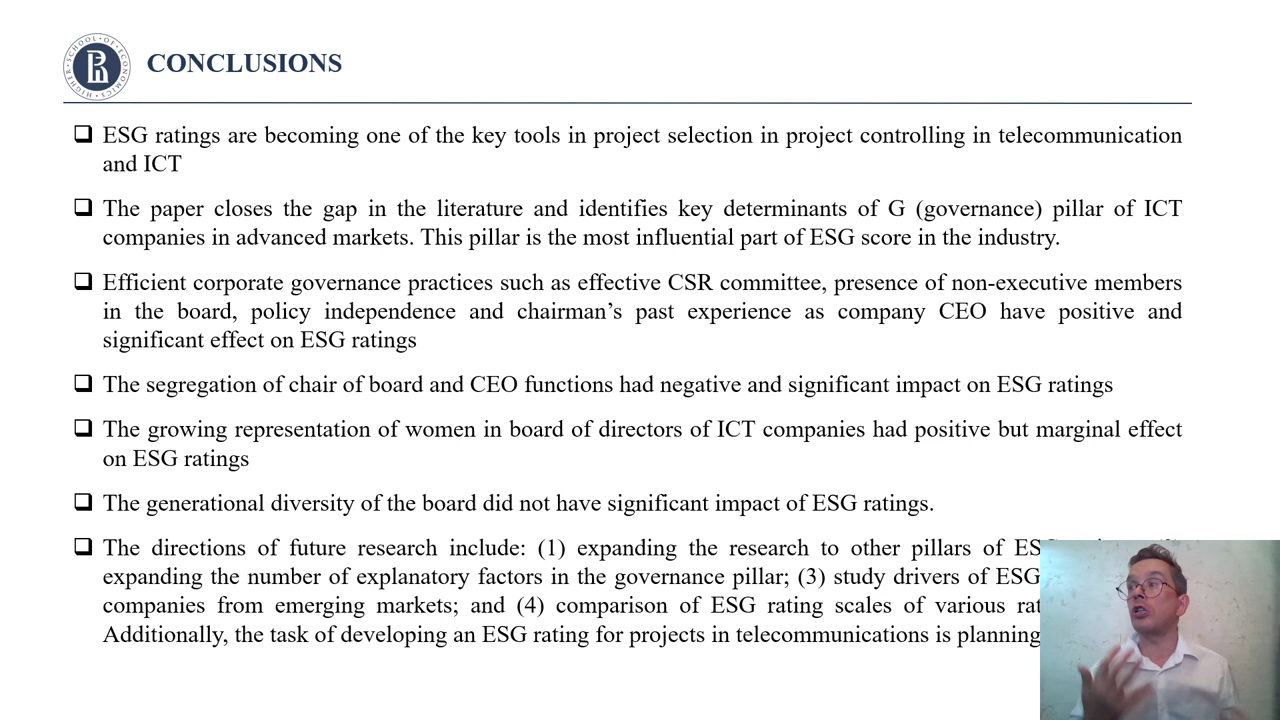 HIGHER · SCHOOL · OF · ECONOMICS
CONCLUSIONS
ESG ratings are becoming one of the key tools in project selection in project controlling in telecommunication
and ICT
The paper closes the gap in the literature and identifies key determinants of G (governance) pillar of ICT
companies in advanced markets. This pillar is the most influential part of ESG score in the industry.
Efficient corporate governance practices such as effective CSR committee, presence of non-executive members
in the board, policy independence and chairman’s past experience as company CEO have positive and
significant effect on ESG ratings
The segregation of chair of board and CEO functions had negative and significant impact on ESG ratings
The growing representation of women in board of directors of ICT companies had positive but marginal effect
on ESG ratings
The generational diversity of the board did not have significant impact of ESG ratings.
The directions of future research include: (1) expanding the research to other pillars of
expanding the number of explanatory factors in the governance pillar; (3) study drivers of ESG
companies from emerging markets; and (4) comparison of ESG rating scales of various
Additionally, the task of developing an ESG rating for projects in telecommunications is planning